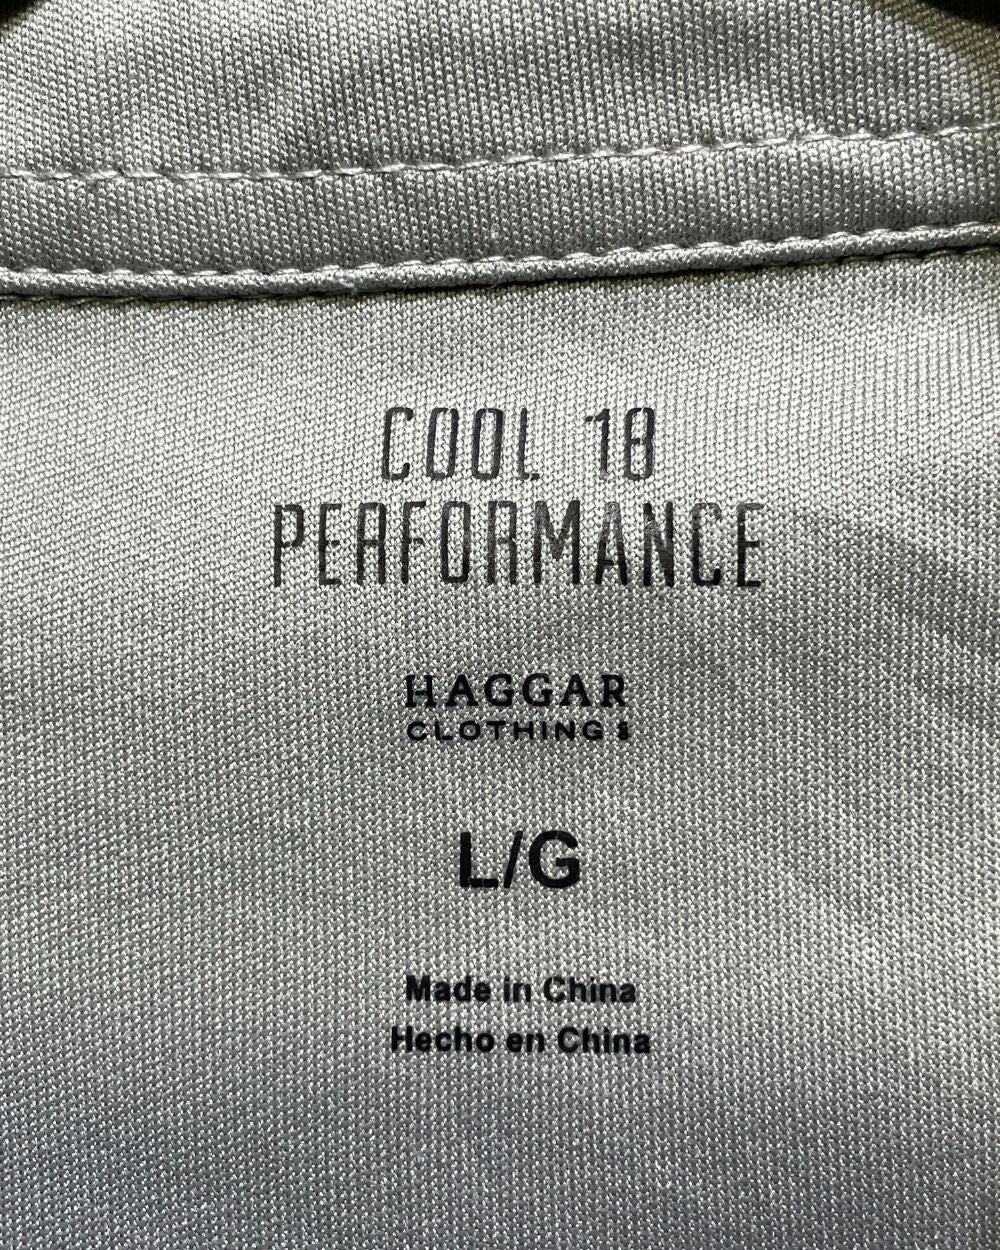 COOL 18
PERFORMANCE
HAGGAR
CLOTHING
L/G
Made in China
Hecho en China